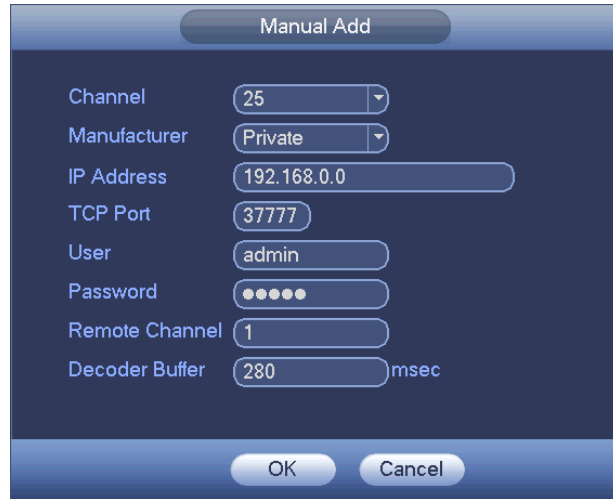 Manual Add
Channel 25
Manufacturer Private
IP Address 192.168.0.0
TCP Port 37777
User admin
Password ●●●●●
Remote Channel 1
Decoder Buffer 280 msec
OK Cancel